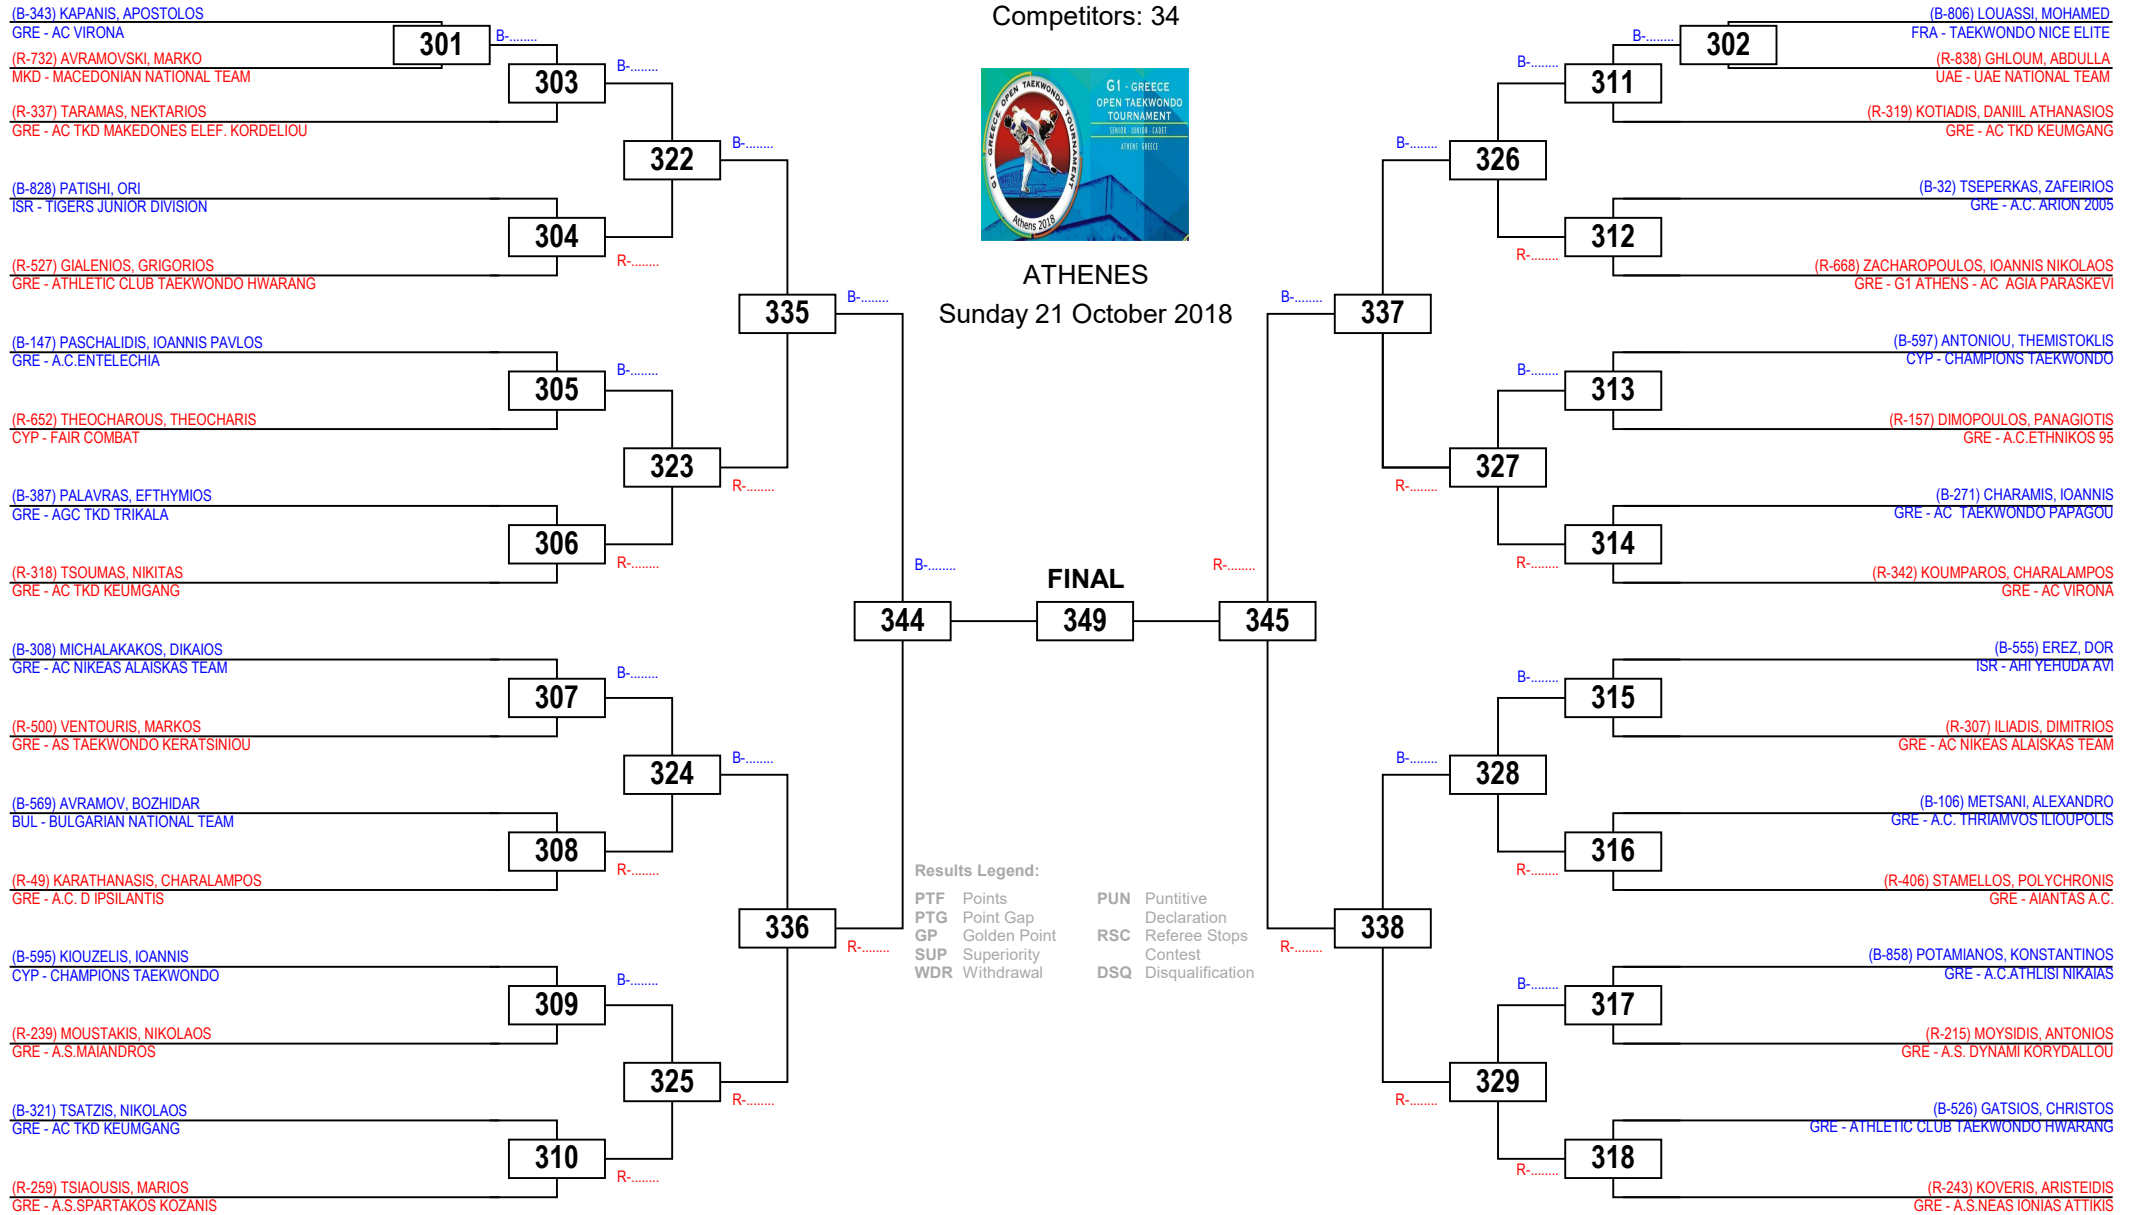 Competitors: 34
G1 - GREECE
OPEN TAEKWONDO
TOURNAMENT
SENIOR - JUNIOR - CADET
ATHENS GREECE
G1 - GREECE OPEN TAEKWONDO TOURNAMENT
Athens 2018
ATHENES
Sunday 21 October 2018
(B-343) KAPANIS, APOSTOLOS
GRE - AC VIRONA
301
B-........
(R-732) AVRAMOVSKI, MARKO
MKD - MACEDONIAN NATIONAL TEAM
303
B-........
(R-337) TARAMAS, NEKTARIOS
GRE - AC TKD MAKEDONES ELEF. KORDELIOU
322
B-........
(B-828) PATISHI, ORI
ISR - TIGERS JUNIOR DIVISION
304
R-........
(R-527) GIALENIOS, GRIGORIOS
GRE - ATHLETIC CLUB TAEKWONDO HWARANG
335
B-........
(B-147) PASCHALIDIS, IOANNIS PAVLOS
GRE - A.C.ENTELECHIA
305
B-........
(R-652) THEOCHAROUS, THEOCHARIS
CYP - FAIR COMBAT
323
R-........
(B-387) PALAVRAS, EFTHYMIOS
GRE - AGC TKD TRIKALA
306
R-........
(R-318) TSOUMAS, NIKITAS
GRE - AC TKD KEUMGANG
B-........
344
(B-308) MICHALAKAKOS, DIKAIOS
GRE - AC NIKEAS ALAISKAS TEAM
307
B-........
(R-500) VENTOURIS, MARKOS
GRE - AS TAEKWONDO KERATSINIOU
324
B-........
(B-569) AVRAMOV, BOZHIDAR
BUL - BULGARIAN NATIONAL TEAM
308
R-........
(R-49) KARATHANASIS, CHARALAMPOS
GRE - A.C. D IPSILANTIS
336
R-........
(B-595) KIOUZELIS, IOANNIS
CYP - CHAMPIONS TAEKWONDO
309
B-........
(R-239) MOUSTAKIS, NIKOLAOS
GRE - A.S.MAIANDROS
325
R-........
(B-321) TSATZIS, NIKOLAOS
GRE - AC TKD KEUMGANG
310
R-........
(R-259) TSIAOUSIS, MARIOS
GRE - A.S.SPARTAKOS KOZANIS
FINAL
349
Results Legend:
PTF Points
PTG Point Gap
GP Golden Point
SUP Superiority
WDR Withdrawal
PUN Puntitive
Declaration
RSC Referee Stops
Contest
DSQ Disqualification
(B-806) LOUASSI, MOHAMED
FRA - TAEKWONDO NICE ELITE
B-........
302
(R-838) GHLOUM, ABDULLA
UAE - UAE NATIONAL TEAM
B-........
311
(R-319) KOTIADIS, DANIIL ATHANASIOS
GRE - AC TKD KEUMGANG
B-........
326
(B-32) TSEPERKAS, ZAFEIRIOS
GRE - A.C. ARION 2005
312
R-........
(R-668) ZACHAROPOULOS, IOANNIS NIKOLAOS
GRE - G1 ATHENS - AC  AGIA PARASKEVI
B-........
337
(B-597) ANTONIOU, THEMISTOKLIS
CYP - CHAMPIONS TAEKWONDO
B-........
313
(R-157) DIMOPOULOS, PANAGIOTIS
GRE - A.C.ETHNIKOS 95
327
R-........
(B-271) CHARAMIS, IOANNIS
GRE - AC  TAEKWONDO PAPAGOU
314
R-........
(R-342) KOUMPAROS, CHARALAMPOS
GRE - AC VIRONA
R-........
345
(B-555) EREZ, DOR
ISR - AHI YEHUDA AVI
B-........
315
(R-307) ILIADIS, DIMITRIOS
GRE - AC NIKEAS ALAISKAS TEAM
B-........
328
(B-106) METSANI, ALEXANDRO
GRE - A.C. THRIAMVOS ILIOUPOLIS
316
R-........
(R-406) STAMELLOS, POLYCHRONIS
GRE - AIANTAS A.C.
338
R-........
(B-858) POTAMIANOS, KONSTANTINOS
GRE - A.C.ATHLISI NIKAIAS
B-........
317
(R-215) MOYSIDIS, ANTONIOS
GRE - A.S. DYNAMI KORYDALLOU
329
R-........
(B-526) GATSIOS, CHRISTOS
GRE - ATHLETIC CLUB TAEKWONDO HWARANG
318
R-........
(R-243) KOVERIS, ARISTEIDIS
GRE - A.S.NEAS IONIAS ATTIKIS